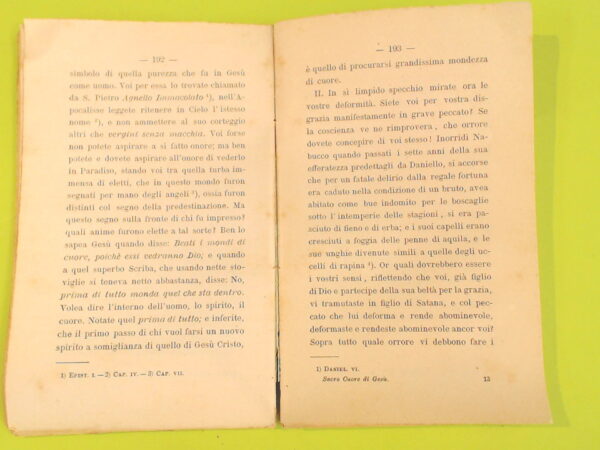 — 192 —
simbolo di quella purezza che fu in Gesù
come uomo. Voi per essa lo trovate chiamato
da S. Pietro Agnello Immacolato ¹), nell'A-
pocalisse leggete ritenere in Cielo l'istesso
nome ²), e non ammettere al suo corteggio
altri che vergini senza macchia. Voi forse
non potete aspirare a sì fatto onore; ma ben
potete e dovete aspirare all'onore di vederlo
in Paradiso, stando voi tra quella turba im-
mensa di eletti, che in questo mondo furon
segnati per mano degli angeli ³), ossia furon
distinti col segno della predestinazione. Ma
questo segno sulla fronte di chi fu impresso?
quali anime furono elette a tal sorte? Ben lo
sapea Gesù quando disse: Beati i mondi di
cuore, poichè essi vedranno Dio; e quando
a quel superbo Scriba, che usando nette sto-
viglie si teneva netto abbastanza, disse: No,
prima di tutto monda quel che sta dentro.
Volea dire l'interno dell'uomo, lo spirito, il
cuore. Notate quel prima di tutto; e inferite,
che il primo passo di chi vuol farsi un nuovo
spirito a somiglianza di quello di Gesù Cristo,
1) Epist. I. — 2) Cap. IV. — 3) Cap. VII.
— 193 —
è quello di procurarsi grandissima mondezza
di cuore.
II. In sì limpido specchio mirate ora le
vostre deformità. Siete voi per vostra dis-
grazia manifestamente in grave peccato? Se
la coscienza ve ne rimprovera, che orrore
dovete concepire di voi stesso! Inorridì Na-
bucco quando passati i sette anni della sua
efferatezza predettagli da Daniello, si accorse
che per un fatale delirio dalla regale fortuna
era caduto nella condizione di un bruto, avea
abitato come bue indomito per le boscaglie
sotto l'intemperie delle stagioni, si era pa-
sciuto di fieno e di erba; e i suoi capelli erano
cresciuti a foggia delle penne di aquila, e le
sue unghie divenute simili a quelle degli uc-
celli di rapina ¹). Or quali dovrebbero essere
i vostri sensi, riflettendo che voi, già figlio
di Dio e partecipe della sua beltà per la grazia,
vi tramutaste in figlio di Satana, e col pec-
cato che lui deforma e rende abominevole,
deformaste e rendeste abominevole ancor voi?
Sopra tutto quale orrore vi debbono fare i
1) Daniel. VI.
Sacro Cuore di Gesù. 13